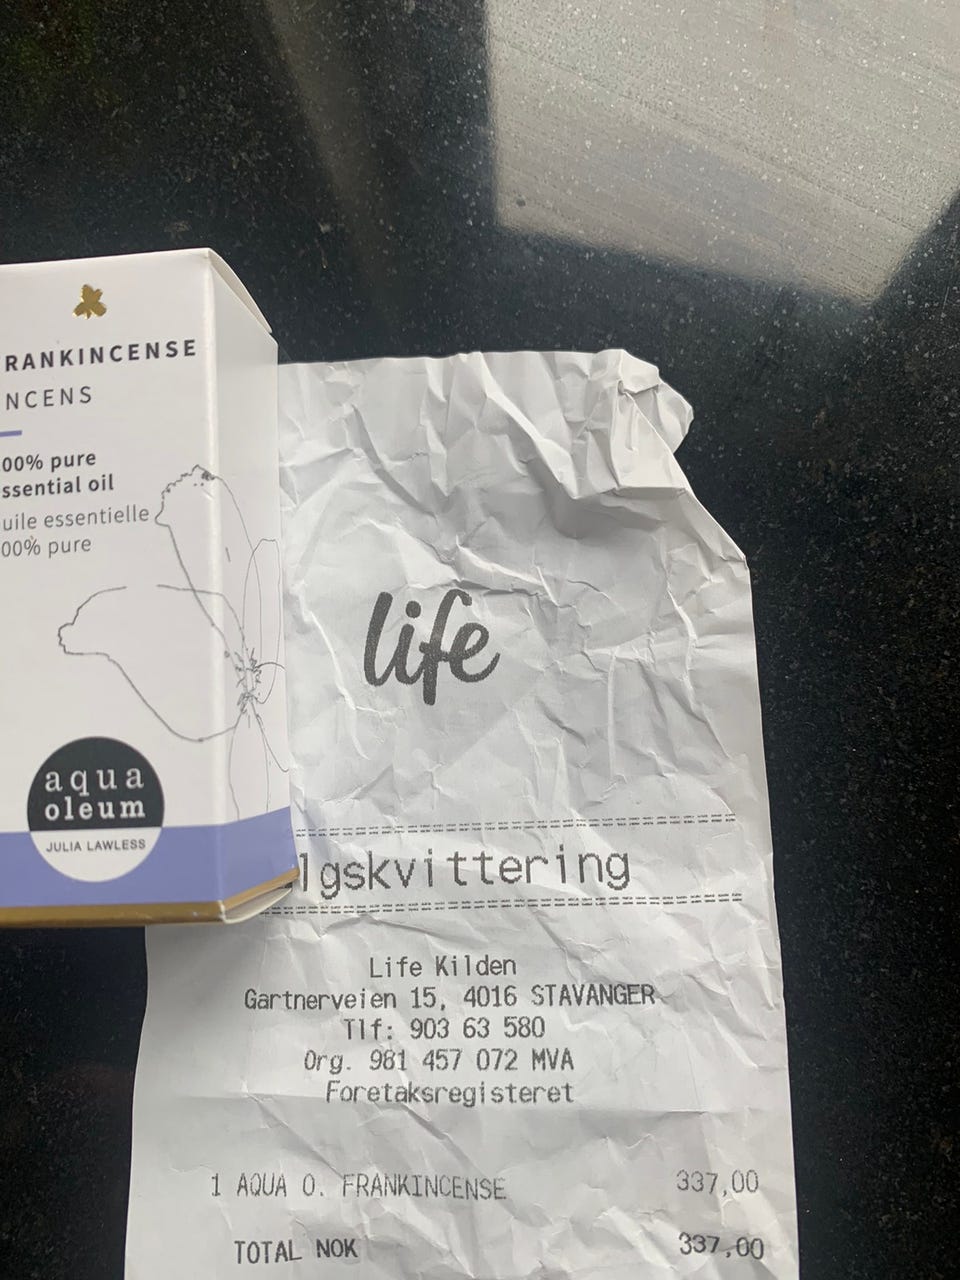 RANKINCENSE
NCENS
00% pure
ssential oil
uile essentielle
00% pure
aqua
oleum
JULIA LAWLESS
life
lgskvittering
Life Kilden
Gartnerveien 15, 4016 STAVANGER
Tlf: 903 63 580
Org. 981 457 072 MVA
Foretaksregisteret
1 AQUA O. FRANKINCENSE 337,00
TOTAL NOK 337,00